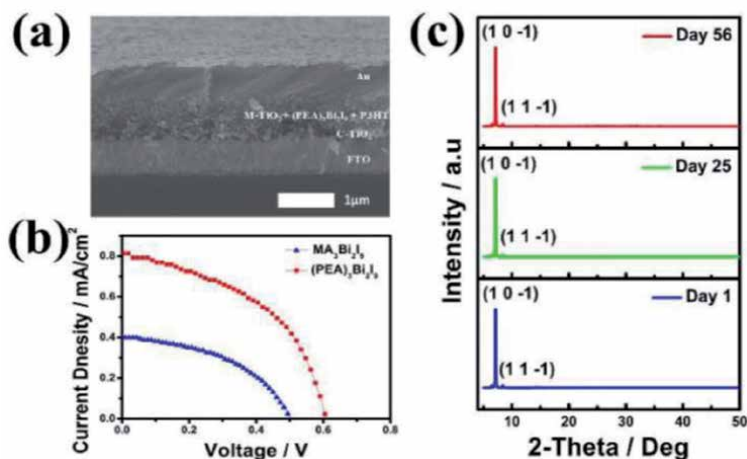 (a)
Au
M-TiO₂ + (PEA)₃Bi₂I₉ + P3HT
C-TiO₂
FTO
1μm
(b)
Current Dnesity / mA/cm²
0.8
0.6
0.4
0.2
0.0
MA₃Bi₂I₉
(PEA)₃Bi₂I₉
0.0 0.2 0.4 0.6 0.8
Voltage / V
(c)
Intensity / a.u
(1 0 -1) Day 56
(1 1 -1)
(1 0 -1) Day 25
(1 1 -1)
(1 0 -1) Day 1
(1 1 -1)
10 20 30 40 50
2-Theta / Deg